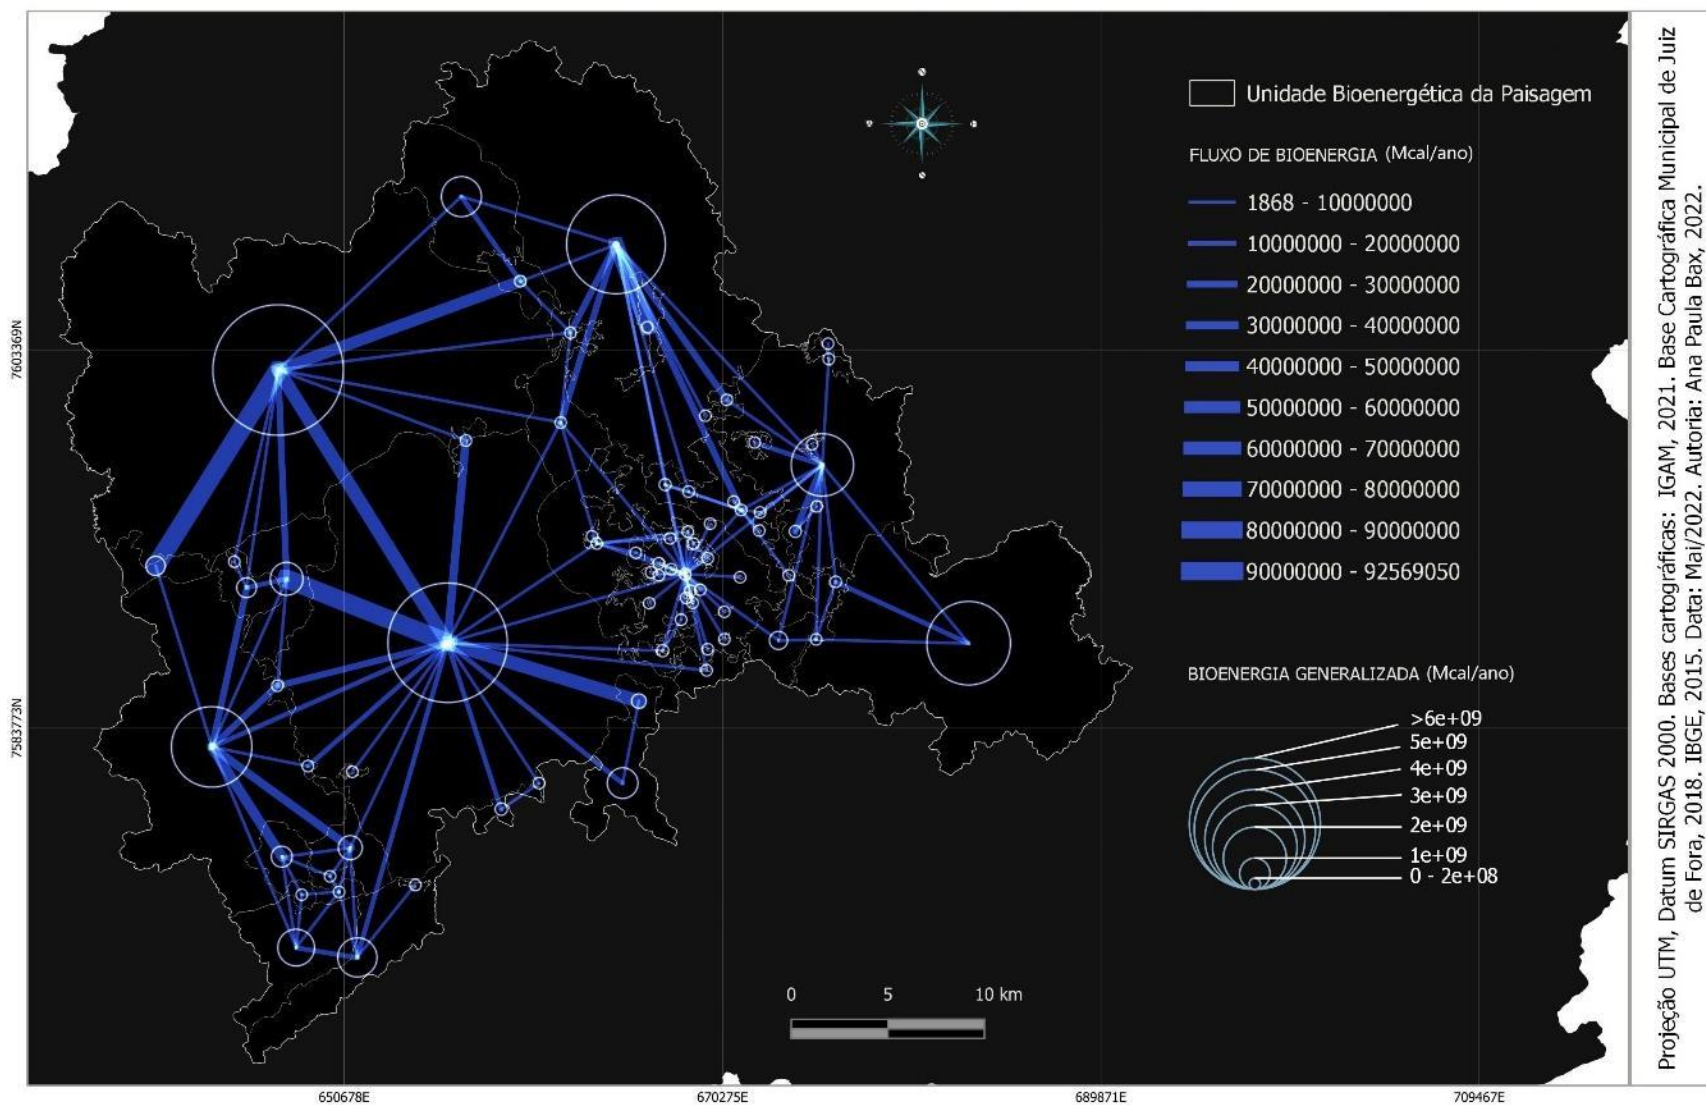 Unidade Bioenergética da Paisagem
FLUXO DE BIOENERGIA (Mcal/ano)
1868 - 10000000
10000000 - 20000000
20000000 - 30000000
30000000 - 40000000
40000000 - 50000000
50000000 - 60000000
60000000 - 70000000
70000000 - 80000000
80000000 - 90000000
90000000 - 92569050
BIOENERGIA GENERALIZADA (Mcal/ano)
>6e+09
5e+09
4e+09
3e+09
2e+09
1e+09
0 - 2e+08
0 5 10 km
7603369N
7583773N
650678E 670275E 689871E 709467E
Projeção UTM, Datum SIRGAS 2000. Bases cartográficas: IGAM, 2021. Base Cartográfica Municipal de Juiz
de Fora, 2018. IBGE, 2015. Data: Mai/2022. Autoria: Ana Paula Bax, 2022.